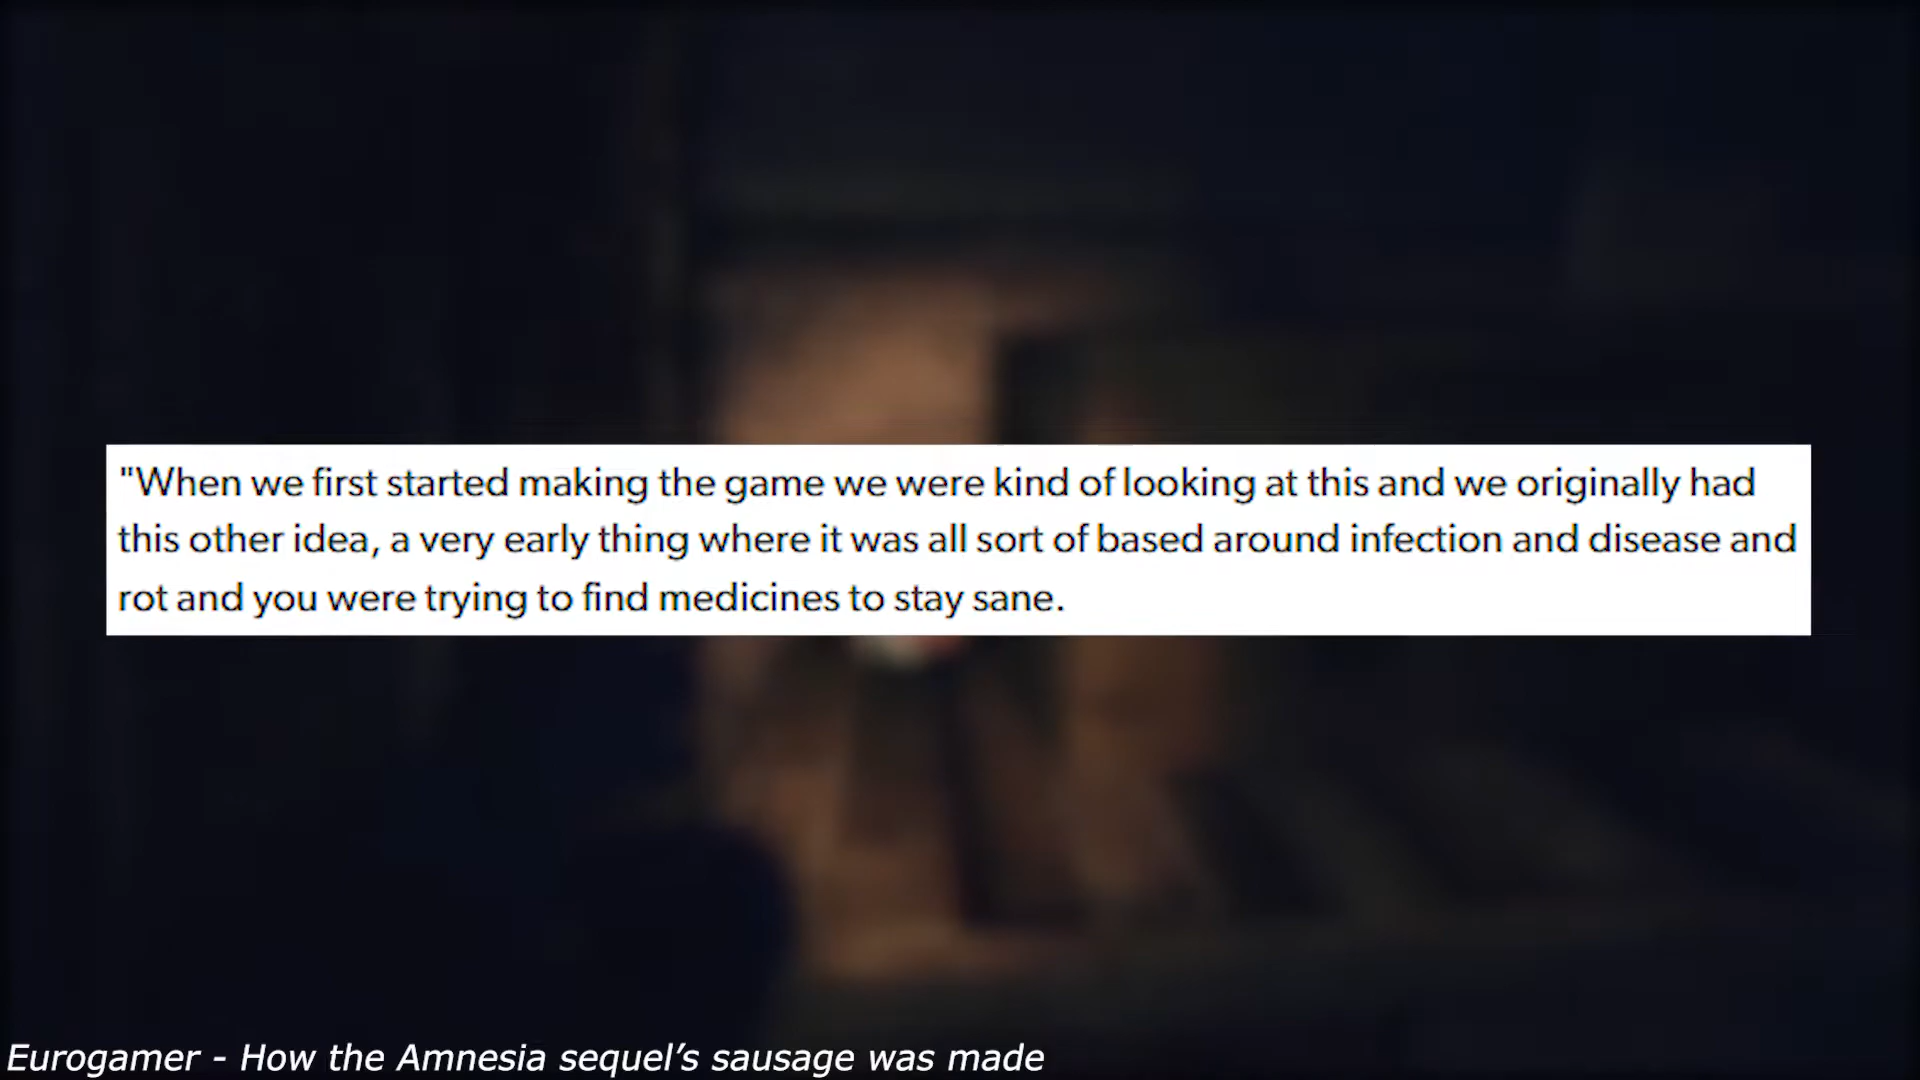 "When we first started making the game we were kind of looking at this and we originally had
this other idea, a very early thing where it was all sort of based around infection and disease and
rot and you were trying to find medicines to stay sane.
Eurogamer - How the Amnesia sequel’s sausage was made